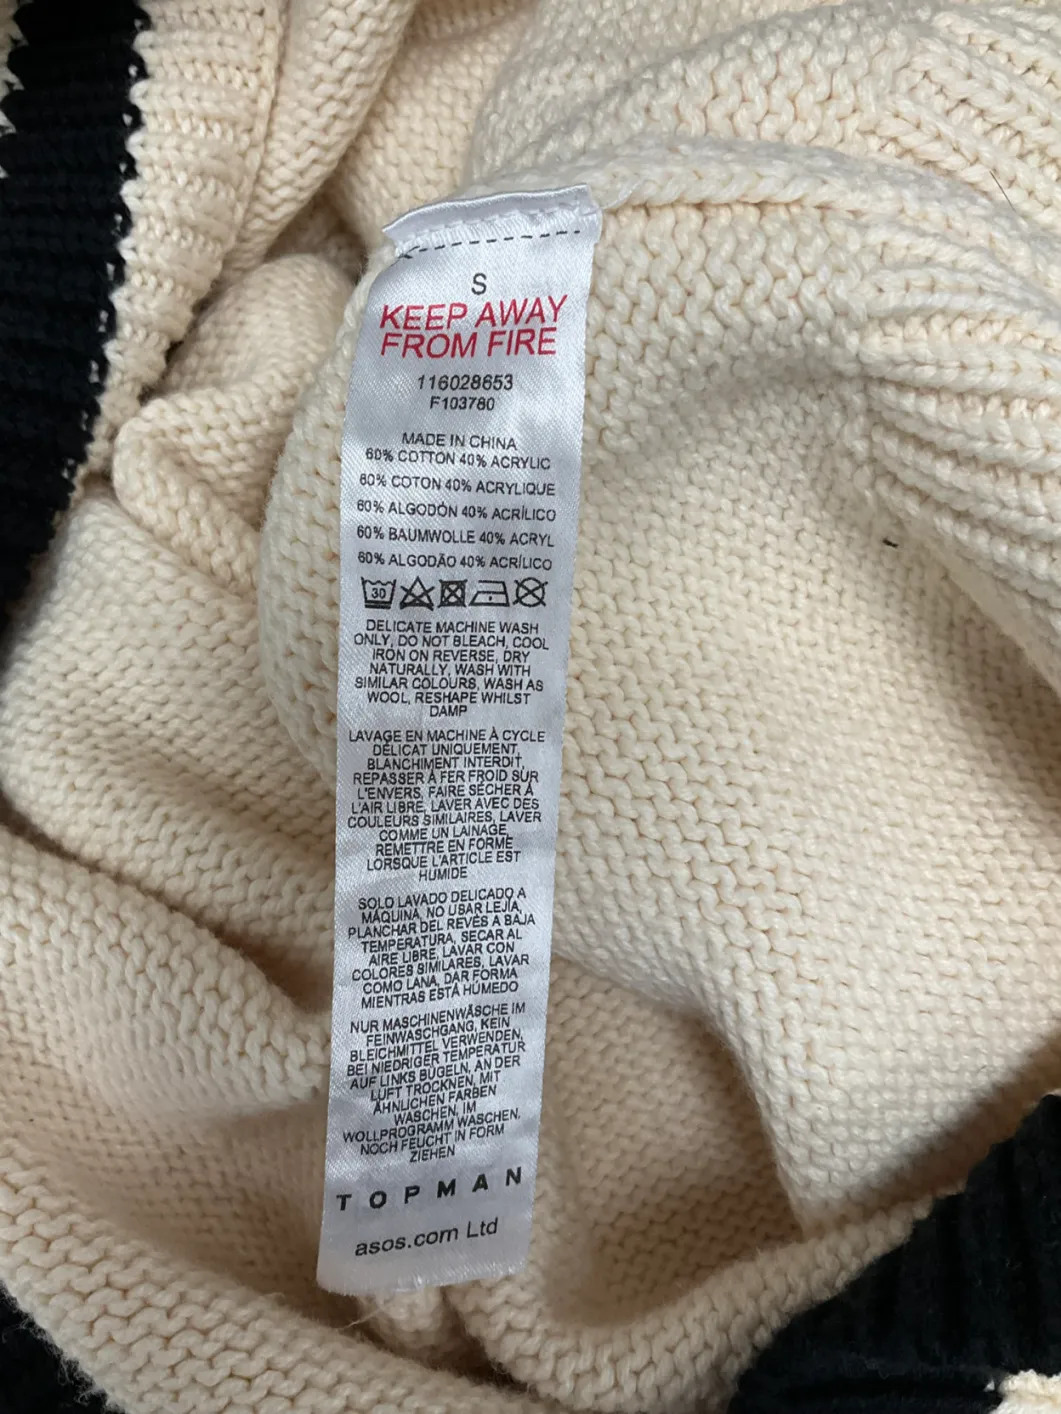 S
KEEP AWAY
FROM FIRE
116028653
F103780
MADE IN CHINA
60% COTTON 40% ACRYLIC
60% COTON 40% ACRYLIQUE
60% ALGODÓN 40% ACRÍLICO
60% BAUMWOLLE 40% ACRYL
60% ALGODÃO 40% ACRÍLICO
30
DELICATE MACHINE WASH
ONLY, DO NOT BLEACH, COOL
IRON ON REVERSE, DRY
NATURALLY, WASH WITH
SIMILAR COLOURS, WASH AS
WOOL, RESHAPE WHILST
DAMP
LAVAGE EN MACHINE À CYCLE
DÉLICAT UNIQUEMENT,
BLANCHIMENT INTERDIT,
REPASSER À FER FROID SUR
L'ENVERS, FAIRE SÉCHER À
L'AIR LIBRE, LAVER AVEC DES
COULEURS SIMILAIRES, LAVER
COMME UN LAINAGE,
REMETTRE EN FORME
LORSQUE L'ARTICLE EST
HUMIDE
SOLO LAVADO DELICADO A
MÁQUINA, NO USAR LEJÍA,
PLANCHAR DEL REVÉS A BAJA
TEMPERATURA, SECAR AL
AIRE LIBRE, LAVAR CON
COLORES SIMILARES, LAVAR
COMO LANA, DAR FORMA
MIENTRAS ESTÁ HÚMEDO
NUR MASCHINENWÄSCHE IM
FEINWASCHGANG, KEIN
BLEICHMITTEL VERWENDEN,
BEI NIEDRIGER TEMPERATUR
AUF LINKS BÜGELN, AN DER
LUFT TROCKNEN, MIT
ÄHNLICHEN FARBEN
WASCHEN, IM
WOLLPROGRAMM WASCHEN,
NOCH FEUCHT IN FORM
ZIEHEN
TOPMAN
asos.com Ltd